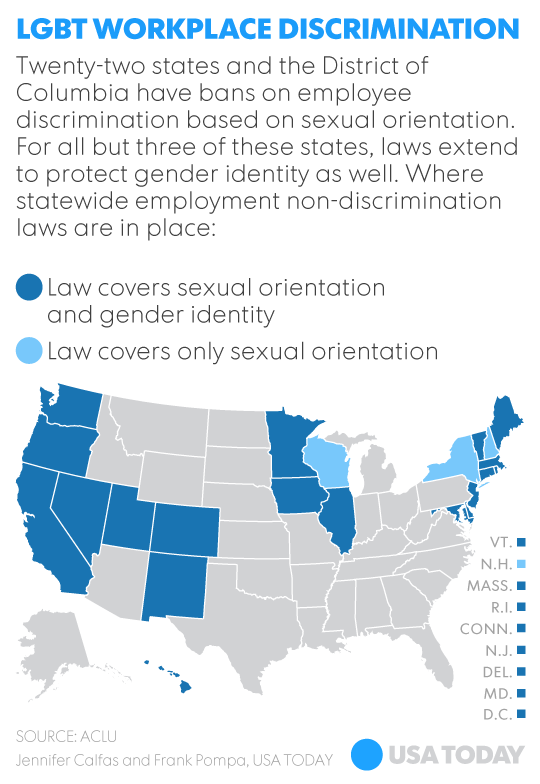 LGBT WORKPLACE DISCRIMINATION
Twenty-two states and the District of
Columbia have bans on employee
discrimination based on sexual orientation.
For all but three of these states, laws extend
to protect gender identity as well. Where
statewide employment non-discrimination
laws are in place:
Law covers sexual orientation
and gender identity
Law covers only sexual orientation
VT.
N.H.
MASS.
R.I.
CONN.
N.J.
DEL.
MD.
D.C.
SOURCE: ACLU
Jennifer Calfas and Frank Pompa, USA TODAY
USA TODAY